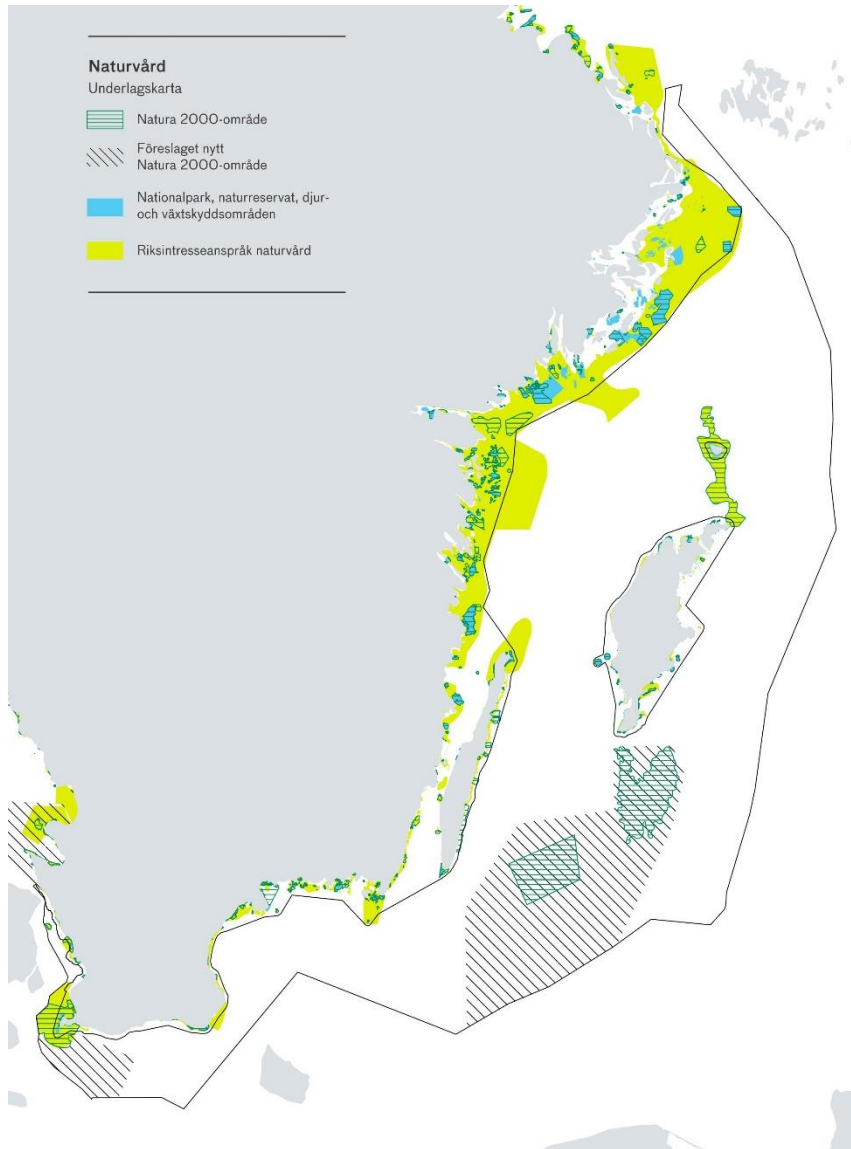 Naturvård
Underlagskarta
Natura 2000-område
Föreslaget nytt
Natura 2000-område
Nationalpark, naturreservat, djur-
och växtskyddsområden
Riksintresseanspråk naturvård